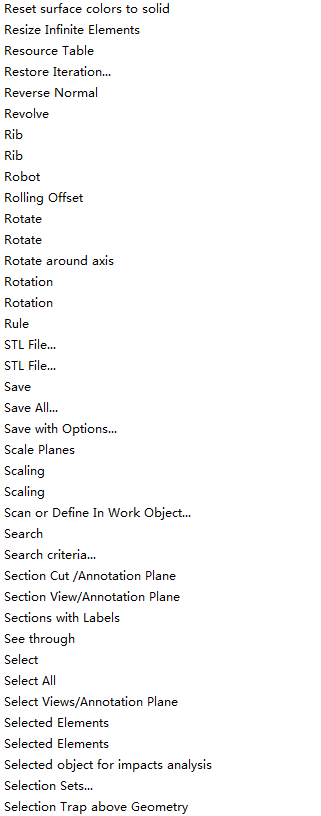 Reset surface colors to solid
Resize Infinite Elements
Resource Table
Restore Iteration...
Reverse Normal
Revolve
Rib
Rib
Robot
Rolling Offset
Rotate
Rotate
Rotate around axis
Rotation
Rotation
Rule
STL File...
STL File...
Save
Save All...
Save with Options...
Scale Planes
Scaling
Scaling
Scan or Define In Work Object...
Search
Search criteria...
Section Cut /Annotation Plane
Section View/Annotation Plane
Sections with Labels
See through
Select
Select All
Select Views/Annotation Plane
Selected Elements
Selected Elements
Selected object for impacts analysis
Selection Sets...
Selection Trap above Geometry